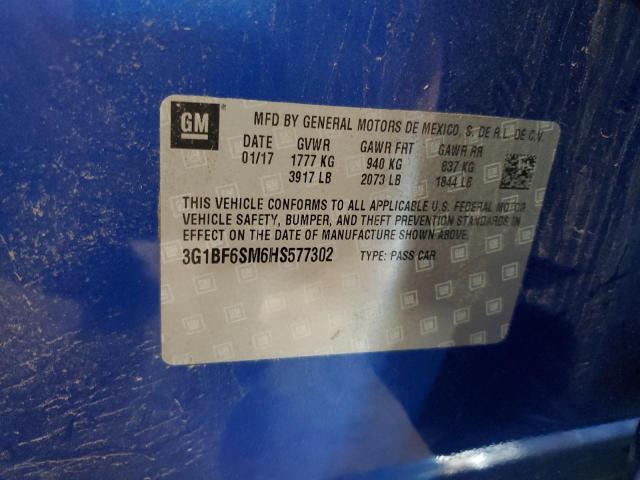 GM
MFD BY GENERAL MOTORS DE MEXICO, S. DE R.L. DE C.V.
DATE GVWR GAWR FRT GAWR RR
01/17 1777 KG 940 KG 837 KG
3917 LB 2073 LB 1844 LB
THIS VEHICLE CONFORMS TO ALL APPLICABLE U.S. FEDERAL MOTOR
VEHICLE SAFETY, BUMPER, AND THEFT PREVENTION STANDARDS
IN EFFECT ON THE DATE OF MANUFACTURE SHOWN ABOVE.
3G1BF6SM6HS577302 TYPE: PASS CAR